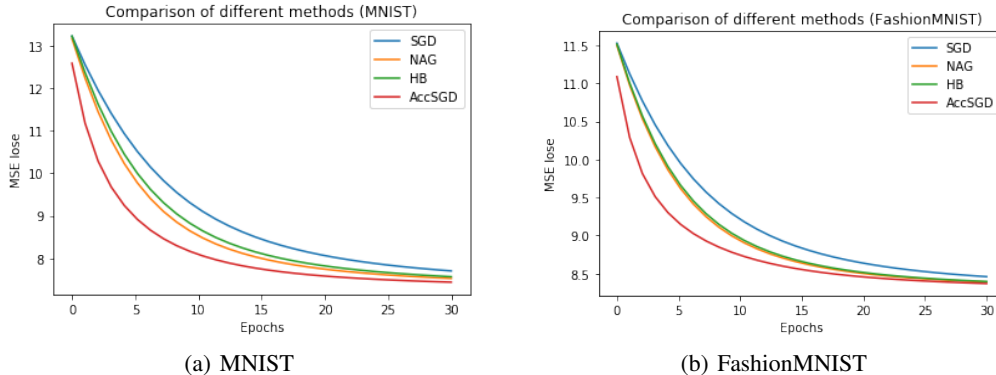 Comparison of different methods (MNIST)
13
12
11
10
9
8
MSE lose
SGD
NAG
HB
AccSGD
0 5 10 15 20 25 30
Epochs
(a) MNIST
Comparison of different methods (FashionMNIST)
11.5
11.0
10.5
10.0
9.5
9.0
8.5
MSE lose
SGD
NAG
HB
AccSGD
0 5 10 15 20 25 30
Epochs
(b) FashionMNIST